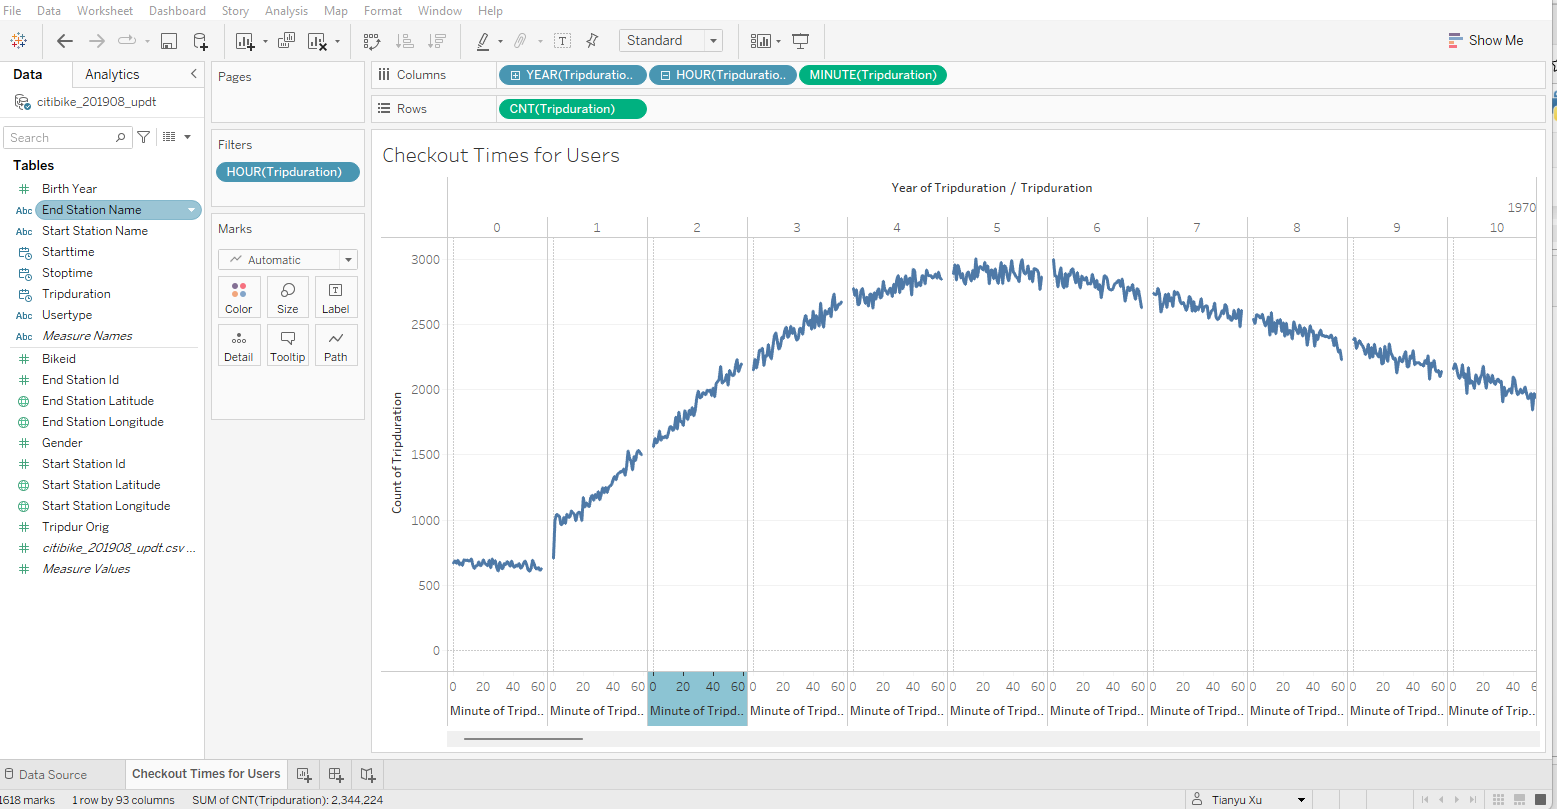 File Data Worksheet Dashboard Story Analysis Map Format Window Help
Standard
Show Me
Data Analytics
citibike_201908_updt
Search
Tables
Birth Year
Abc End Station Name
Abc Start Station Name
Starttime
Stoptime
Tripduration
Abc Usertype
Abc Measure Names
Bikeid
End Station Id
End Station Latitude
End Station Longitude
Gender
Start Station Id
Start Station Latitude
Start Station Longitude
Tripdur Orig
citibike_201908_updt.csv ...
Measure Values
Pages
Filters
HOUR(Tripduration)
Marks
Automatic
Color Size Label
Detail Tooltip Path
Columns YEAR(Tripduratio.. HOUR(Tripduratio.. MINUTE(Tripduration)
Rows CNT(Tripduration)
Checkout Times for Users
Year of Tripduration / Tripduration
1970
0 1 2 3 4 5 6 7 8 9 10
3000
2500
2000
1500
1000
500
0
Count of Tripduration
0 20 40 60 0 20 40 60 0 20 40 60 0 20 40 60 0 20 40 60 0 20 40 60 0 20 40 60 0 20 40 60 0 20 40 60 0 20 40 60 0 20 40 6
Minute of Tripd.. Minute of Tripd.. Minute of Tripd.. Minute of Tripd.. Minute of Tripd.. Minute of Tripd.. Minute of Tripd.. Minute of Tripd.. Minute of Tripd.. Minute of Tripd.. Minute of Trip..
Data Source Checkout Times for Users
1618 marks 1 row by 93 columns SUM of CNT(Tripduration): 2,344,224
Tianyu Xu